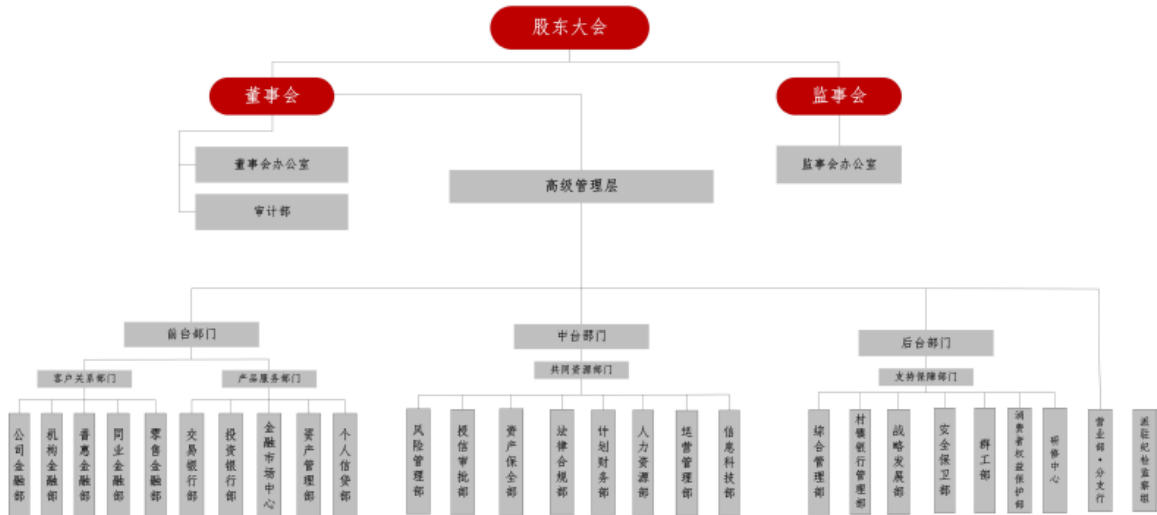 股东大会
董事会
监事会
董事会办公室
监事会办公室
高级管理层
审计部
前台部门
中台部门
后台部门
客户关系部门
产品服务部门
共同资源部门
支持保障部门
公司金融部
机构金融部
普惠金融部
同业金融部
零售金融部
交易银行部
投资银行部
金融市场中心
资产管理部
个人信贷部
风险管理部
授信审批部
资产保全部
法律合规部
计划财务部
人力资源部
运营管理部
信息科技部
综合管理部
村镇银行管理部
战略发展部
安全保卫部
群工部
消费者权益保护部
研修中心
营业部·分支行
派驻纪检监察组